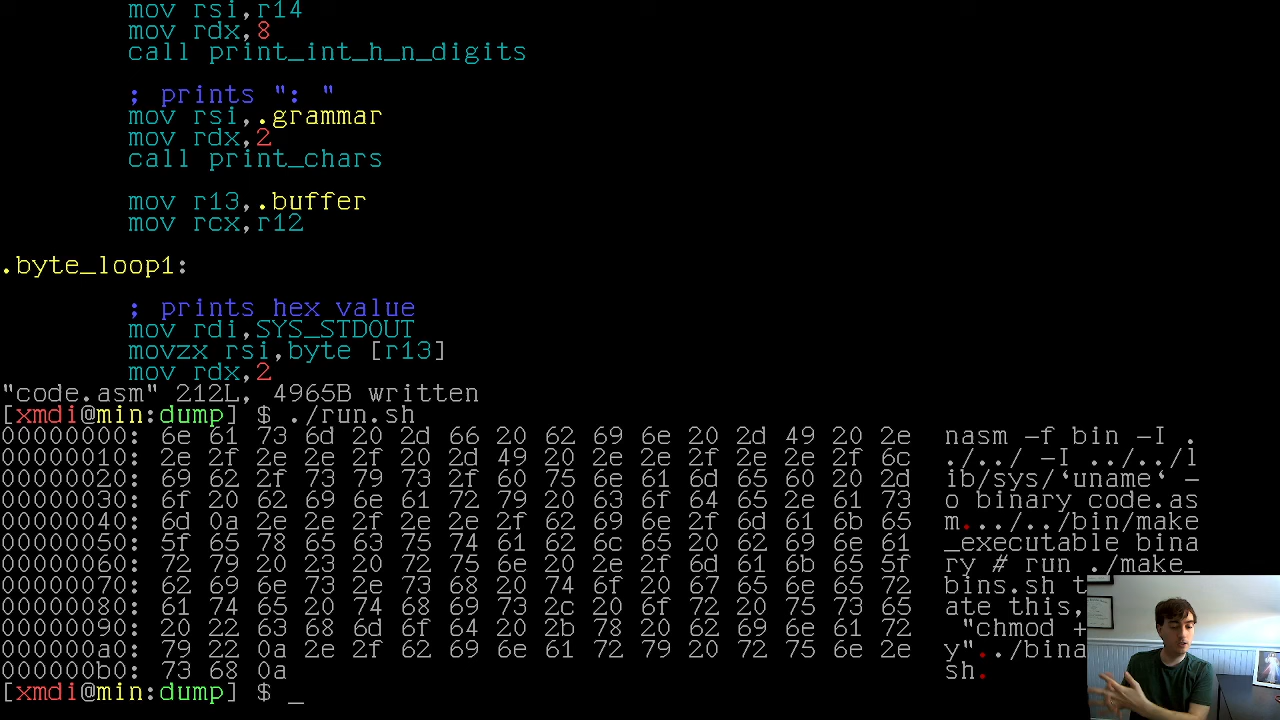 mov rsi,r14
mov rdx,8
call print_int_h_n_digits
; prints ": "
mov rsi,.grammar
mov rdx,2
call print_chars
mov r13,.buffer
mov rcx,r12
.byte_loop1:
; prints hex value
mov rdi,SYS_STDOUT
movzx rsi,byte [r13]
mov rdx,2
"code.asm" 212L, 4965B written
[xmdi@min:dump] $ ./run.sh
00000000: 6e 61 73 6d 20 2d 66 20 62 69 6e 20 2d 49 20 2e nasm -f bin -I .
00000010: 2e 2f 2e 2e 2f 20 2d 49 20 2e 2e 2f 2e 2e 2f 6c ./../ -I ../../l
00000020: 69 62 2f 73 79 73 2f 60 75 6e 61 6d 65 60 20 2d ib/sys/`uname` -
00000030: 6f 20 62 69 6e 61 72 79 20 63 6f 64 65 2e 61 73 o binary code.as
00000040: 6d 0a 2e 2e 2f 2e 2e 2f 62 69 6e 2f 6d 61 6b 65 m.../../bin/make
00000050: 5f 65 78 65 63 75 74 61 62 6c 65 20 62 69 6e 61 _executable bina
00000060: 72 79 20 23 20 72 75 6e 20 2e 2f 6d 61 6b 65 5f ry # run ./make_
00000070: 62 69 6e 73 2e 73 68 20 74 6f 20 67 65 6e 65 72 bins.sh t
00000080: 61 74 65 20 74 68 69 73 2c 20 6f 72 20 75 73 65 ate this,
00000090: 20 22 63 68 6d 6f 64 20 2b 78 20 62 69 6e 61 72 "chmod +
000000a0: 79 22 0a 2e 2f 62 69 6e 61 72 79 20 72 75 6e 2e y"../bina
000000b0: 73 68 0a sh.
[xmdi@min:dump] $ _